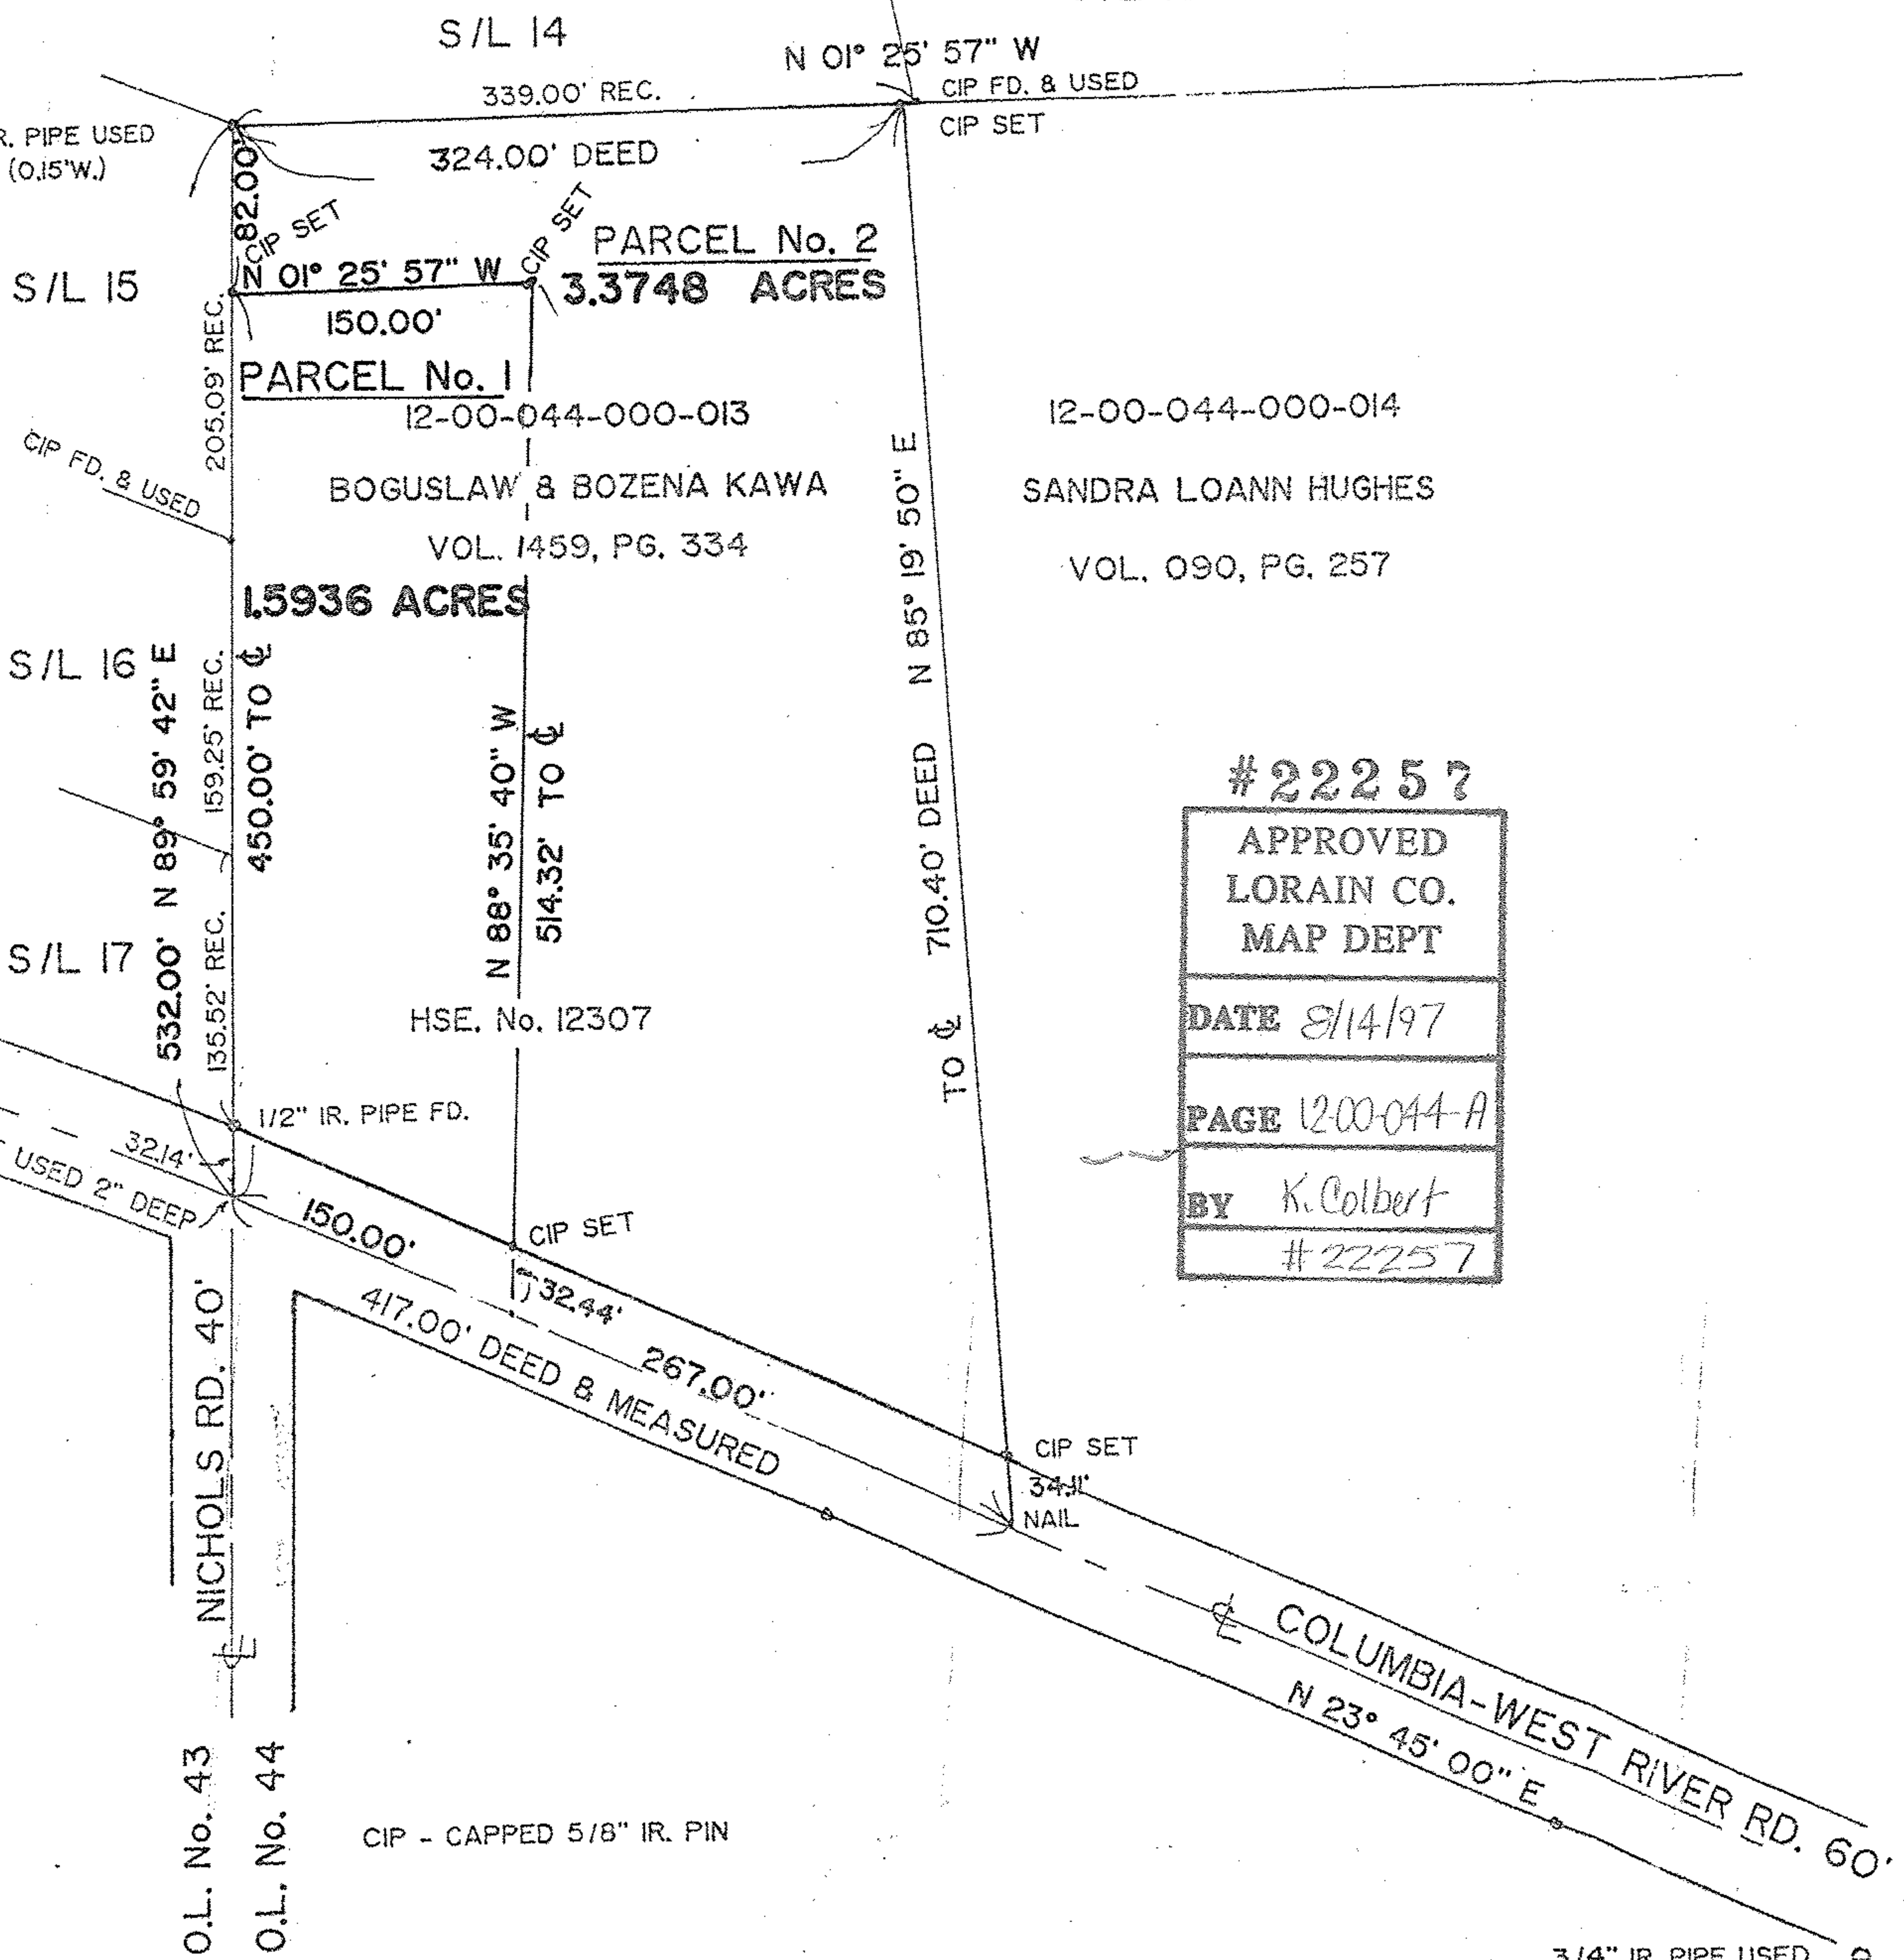 S/L 14
N 01° 25' 57" W
339.00' REC.
CIP FD. & USED
CIP SET
R. PIPE USED
(0.15'W.)
324.00' DEED
82.00'
CIP SET
CIP SET
PARCEL No. 2
3.3748 ACRES
S/L 15
N 01° 25' 57" W
150.00'
205.09' REC.
PARCEL No. 1
12-00-044-000-013
12-00-044-000-014
CIP FD. & USED
BOGUSLAW & BOZENA KAWA
SANDRA LOANN HUGHES
VOL. 1459, PG. 334
VOL. 090, PG. 257
1.5936 ACRES
S/L 16
532.00' N 89° 59' 42" E
159.25' REC.
450.00' TO ℄
N 88° 35' 40" W
514.32' TO ℄
TO ℄ 710.40' DEED N 85° 19' 50" E
#22257
APPROVED
LORAIN CO.
MAP DEPT
DATE 8/14/97
PAGE 12-00-044-A
BY K. Colbert
#22257
S/L 17
135.52' REC.
HSE. No. 12307
1/2" IR. PIPE FD.
32.14'
USED 2" DEEP
150.00'
CIP SET
32.44'
417.00' DEED & MEASURED
267.00'
CIP SET
34.11'
NAIL
NICHOLS RD. 40'
℄
℄ COLUMBIA-WEST RIVER RD. 60'
N 23° 45' 00" E
O.L. No. 43
O.L. No. 44
CIP - CAPPED 5/8" IR. PIN
3/4" IR. PIPE USED